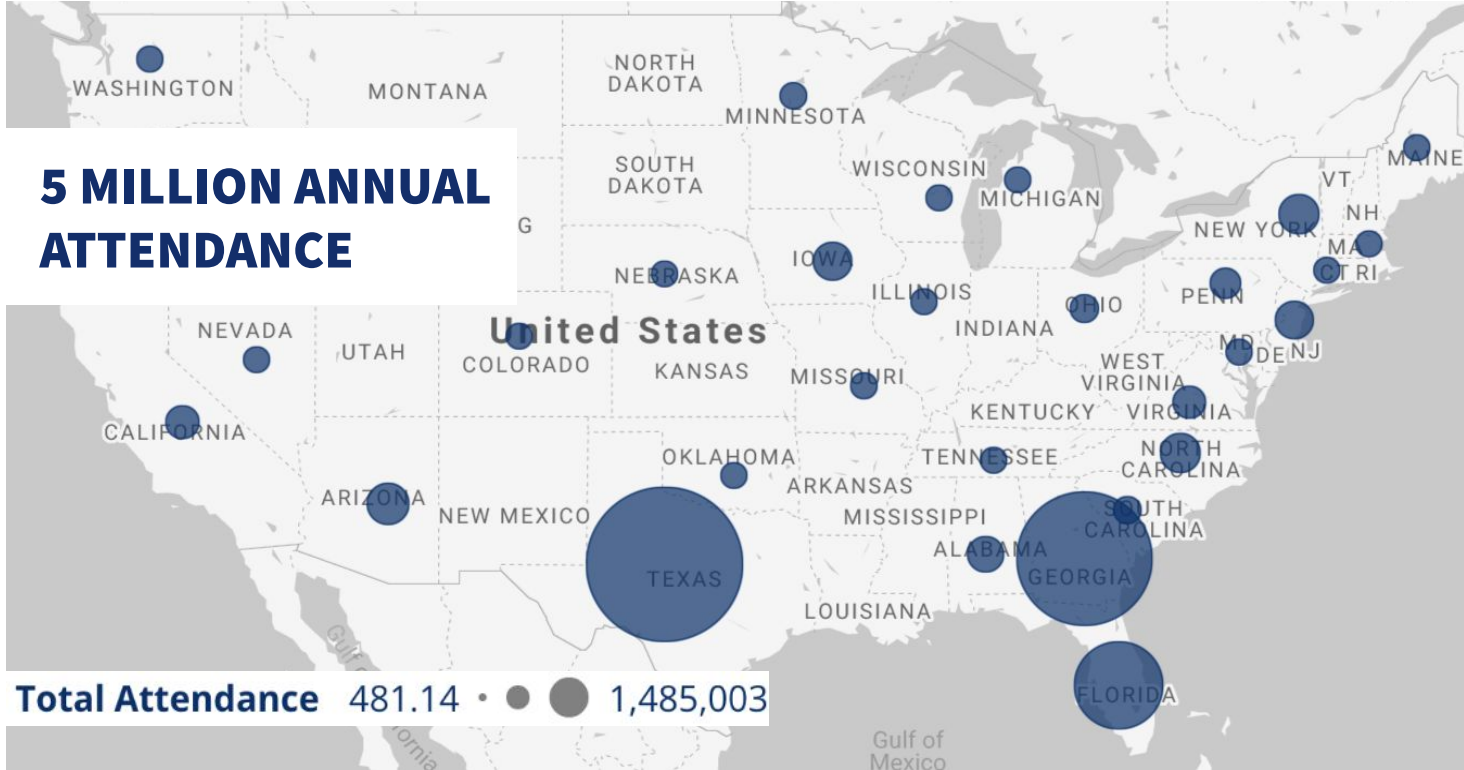 WASHINGTON
MONTANA
NORTH
DAKOTA
MINNESOTA
5 MILLION ANNUAL
ATTENDANCE
SOUTH
DAKOTA
WISCONSIN
MICHIGAN
MAINE
VT
NH
NEW YORK
MA
CT RI
G
NEBRASKA
IOWA
ILLINOIS
INDIANA
OHIO
PENN
NJ
MD
DE
NEVADA
UTAH
United States
COLORADO
KANSAS
MISSOURI
WEST
VIRGINIA
KENTUCKY
VIRGINIA
CALIFORNIA
ARIZONA
NEW MEXICO
OKLAHOMA
ARKANSAS
TENNESSEE
NORTH
CAROLINA
MISSISSIPPI
ALABAMA
SOUTH
CAROLINA
GEORGIA
TEXAS
LOUISIANA
FLORIDA
Gulf of
Mexico
Total Attendance 481.14 1,485,003